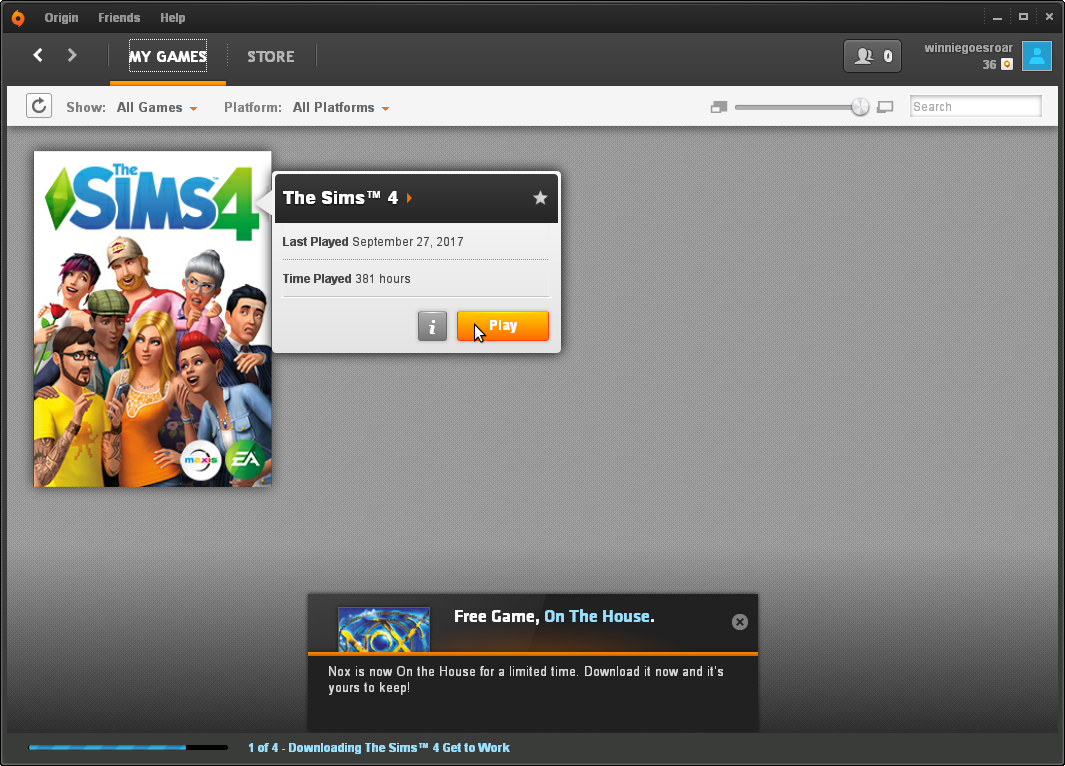 Origin Friends Help
MY GAMES STORE
0
winniegoesroar
36
Show: All Games Platform: All Platforms
Search
The SIMS™ 4
maxis EA
The Sims™ 4
Last Played September 27, 2017
Time Played 381 hours
i Play
NOX
Free Game, On The House.
Nox is now On the House for a limited time. Download it now and it's
yours to keep!
1 of 4 - Downloading The Sims™ 4 Get to Work